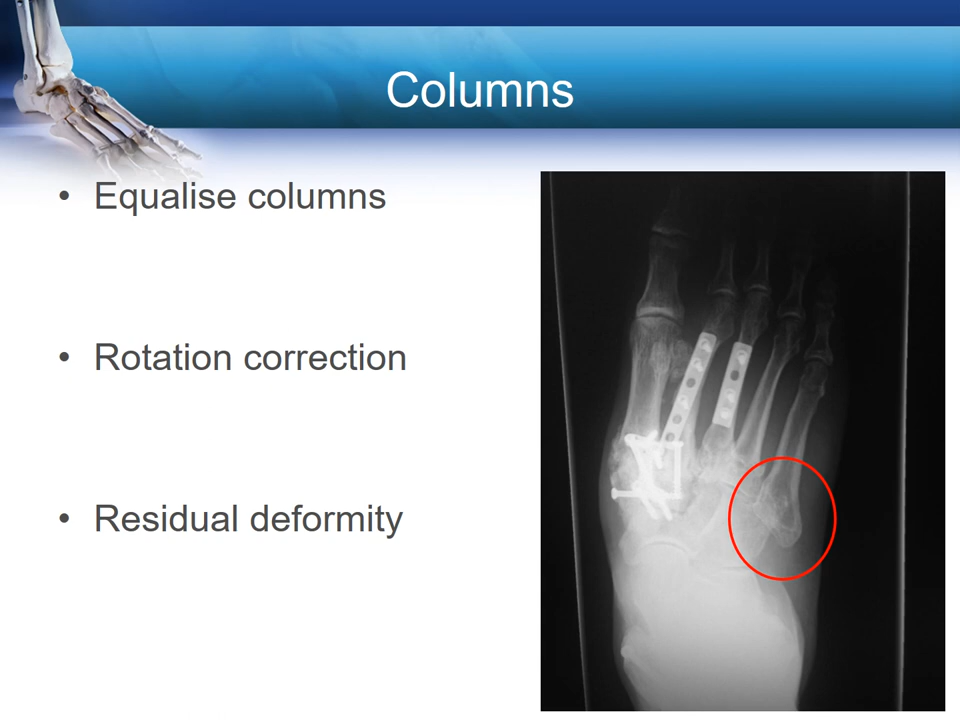 Columns
• Equalise columns
• Rotation correction
• Residual deformity